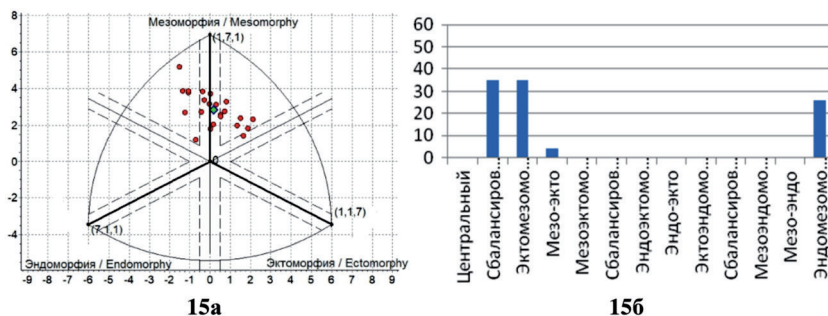 Мезоморфия / Mesomorphy
8
6
4
2
0
-2
-4
(1,7,1)
0
(1,1,7)
(7,1,1)
Эндоморфия / Endomorphy
Эктоморфия / Ectomorphy
-9 -8 -7 -6 -5 -4 -3 -2 -1 0 1 2 3 4 5 6 7 8 9
15а
60
50
40
30
20
10
0
Центральный
Сбалансиров...
Эктомезомо...
Мезо-экто
Мезоэктомо...
Сбалансиров...
Эндоэктомо...
Эндо-экто
Эктоэндомо...
Сбалансиров...
Мезоэндомо...
Мезо-эндо
Эндомезомо...
15б